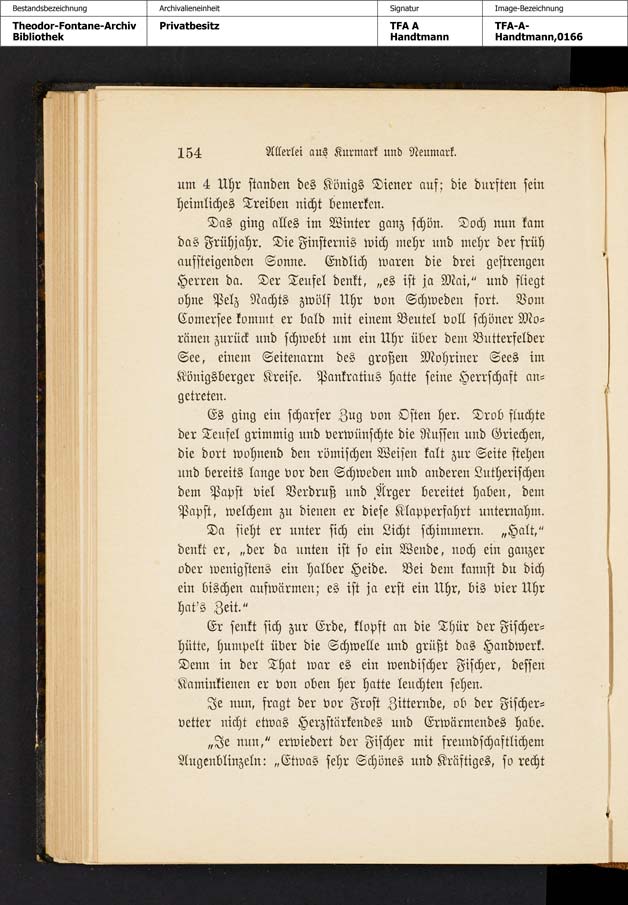 Bestandsbezeichnung
Archivalieneinheit
Signatur
Image-Bezeichnung
Theodor-Fontane-Archiv
Bibliothek
Privatbesitz
TFA A
Handtmann
TFA-A-
Handtmann,0166
154 Allerlei aus Kurmark und Neumark.
um 4 Uhr standen des Königs Diener auf; die durften sein
heimliches Treiben nicht bemerken.
Das ging alles im Winter ganz schön. Doch nun kam
das Frühjahr. Die Finsternis wich mehr und mehr der früh
aufsteigenden Sonne. Endlich waren die drei gestrengen
Herren da. Der Teufel denkt, „es ist ja Mai,“ und fliegt
ohne Pelz Nachts zwölf Uhr von Schweden fort. Vom
Comersee kommt er bald mit einem Beutel voll schöner Mo-
ränen zurück und schwebt um ein Uhr über dem Butterfelder
See, einem Seitenarm des großen Mohriner Sees im
Königsberger Kreise. Pankratius hatte seine Herrschaft an-
getreten.
Es ging ein scharfer Zug von Osten her. Drob fluchte
der Teufel grimmig und verwünschte die Russen und Griechen,
die dort wohnend den römischen Weisen kalt zur Seite stehen
und bereits lange vor den Schweden und anderen Lutherischen
dem Papst viel Verdruß und Ärger bereitet haben, dem
Papst, welchem zu dienen er diese Klapperfahrt unternahm.
Da sieht er unter sich ein Licht schimmern. „Halt,“
denkt er, „der da unten ist so ein Wende, noch ein ganzer
oder wenigstens ein halber Heide. Bei dem kannst du dich
ein bischen aufwärmen; es ist ja erst ein Uhr, bis vier Uhr
hat's Zeit.“
Er senkt sich zur Erde, klopft an die Thür der Fischer-
hütte, humpelt über die Schwelle und grüßt das Handwerk.
Denn in der That war es ein wendischer Fischer, dessen
Kaminkienen er von oben her hatte leuchten sehen.
Je nun, fragt der vor Frost Zitternde, ob der Fischer-
vetter nicht etwas Herzstärkendes und Erwärmendes habe.
„Je nun,“ erwiedert der Fischer mit freundschaftlichem
Augenblinzeln: „Etwas sehr Schönes und Kräftiges, so recht